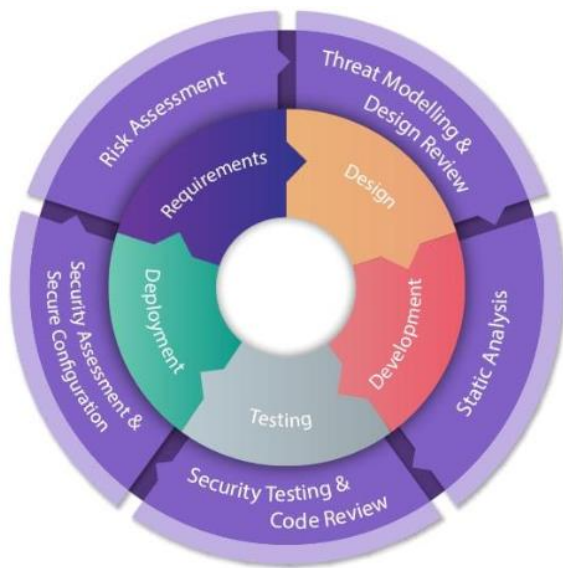 Risk Assessment
Threat Modelling &
Design Review
Static Analysis
Security Testing &
Code Review
Security Assessment &
Secure Configuration
Requirements
Design
Development
Testing
Deployment